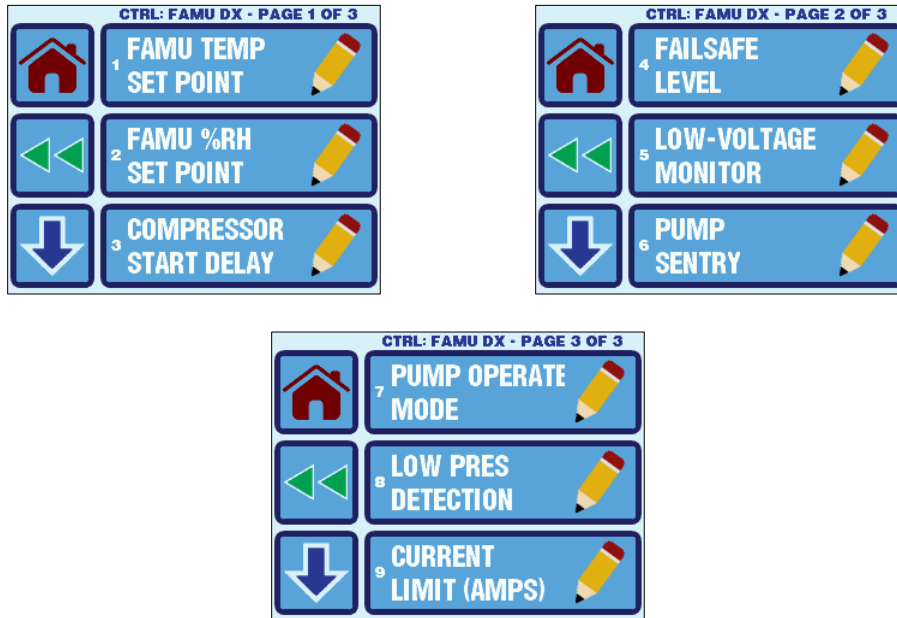 CTRL: FAMU DX - PAGE 1 OF 3
1 FAMU TEMP
SET POINT
2 FAMU %RH
SET POINT
3 COMPRESSOR
START DELAY
CTRL: FAMU DX - PAGE 2 OF 3
4 FAILSAFE
LEVEL
5 LOW-VOLTAGE
MONITOR
6 PUMP
SENTRY
CTRL: FAMU DX - PAGE 3 OF 3
7 PUMP OPERATE
MODE
8 LOW PRES
DETECTION
9 CURRENT
LIMIT (AMPS)